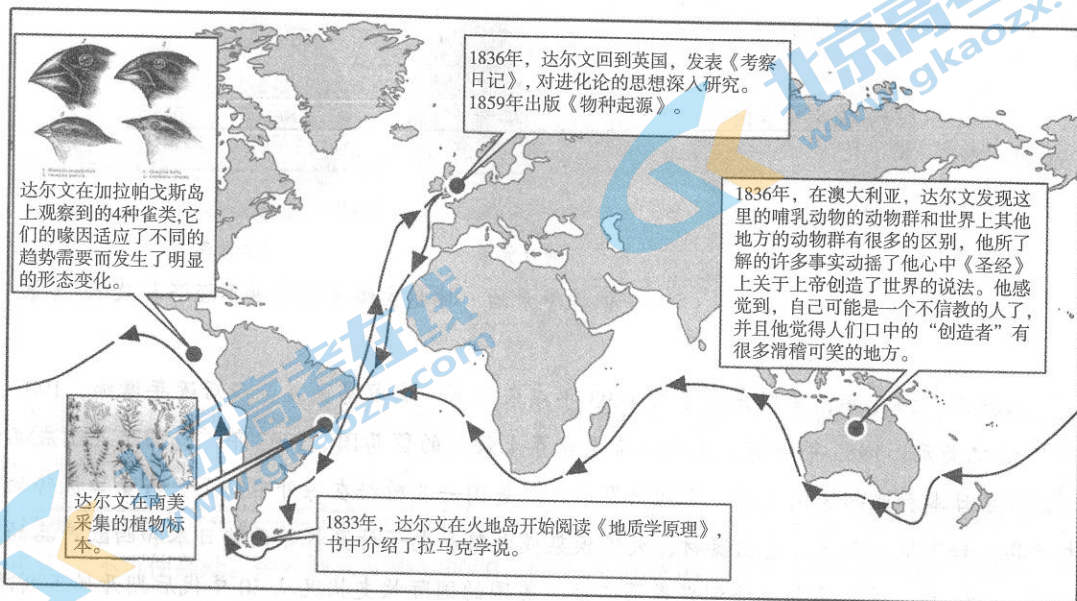 达尔文在加拉帕戈斯岛
上观察到的4种雀类,它
们的喙因适应了不同的
趋势需要而发生了明显
的形态变化。
1836年，达尔文回到英国，发表《考察
日记》，对进化论的思想深入研究。
1859年出版《物种起源》。
1836年，在澳大利亚，达尔文发现这
里的哺乳动物的动物群和世界上其他
地方的动物群有很多的区别，他所了
解的许多事实动摇了他心中《圣经》
上关于上帝创造了世界的说法。他感
觉到，自己可能是一个不信教的人了，
并且他觉得人们口中的“创造者”有
很多滑稽可笑的地方。
达尔文在南美
采集的植物标
本。
1833年，达尔文在火地岛开始阅读《地质学原理》，
书中介绍了拉马克学说。
北京高考在线
www.gkaozx.com